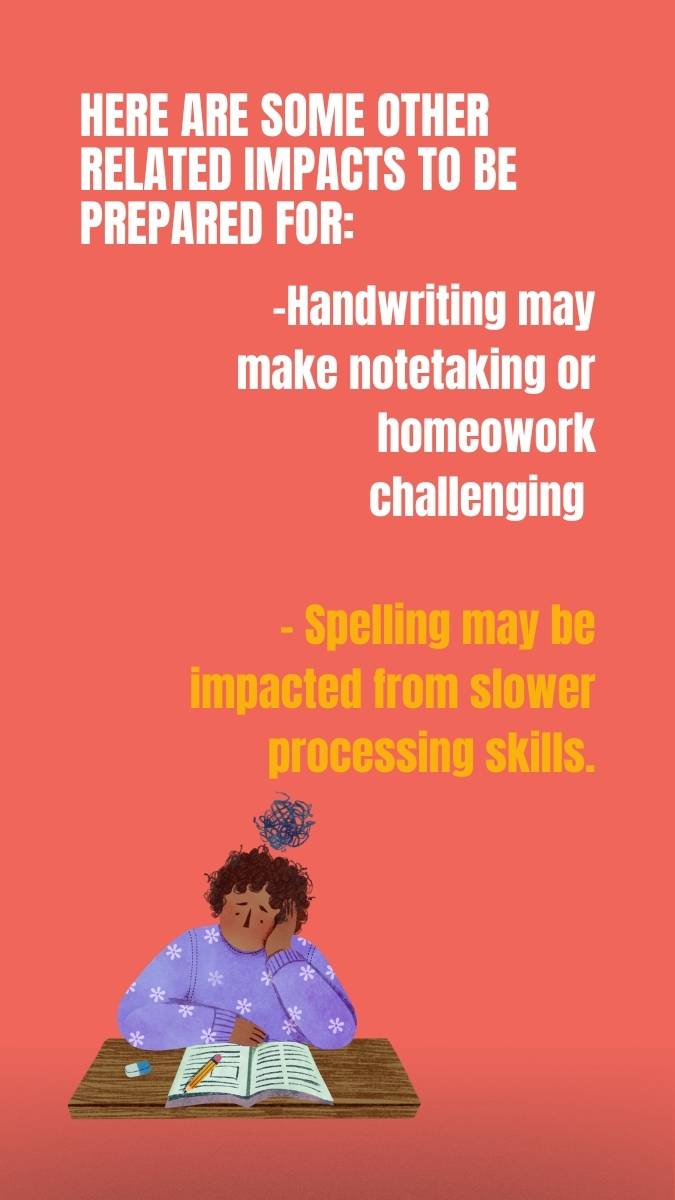 HERE ARE SOME OTHER
RELATED IMPACTS TO BE
PREPARED FOR:
-Handwriting may
make notetaking or
homeowork
challenging
- Spelling may be
impacted from slower
processing skills.